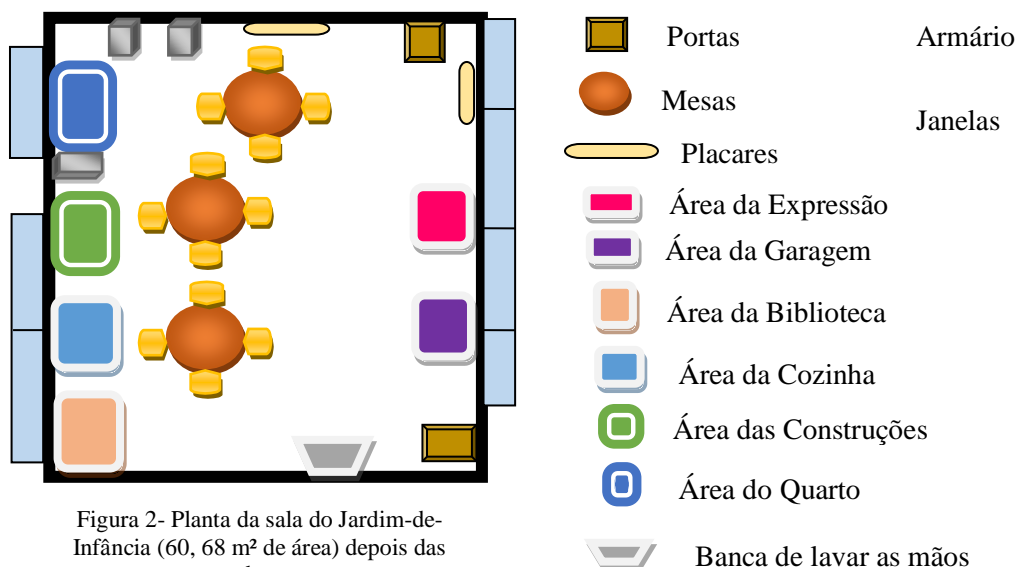 Portas
Armário
Mesas
Janelas
Placares
Área da Expressão
Área da Garagem
Área da Biblioteca
Área da Cozinha
Área das Construções
Área do Quarto
Banca de lavar as mãos
Figura 2- Planta da sala do Jardim-de-
Infância (60, 68 m² de área) depois das